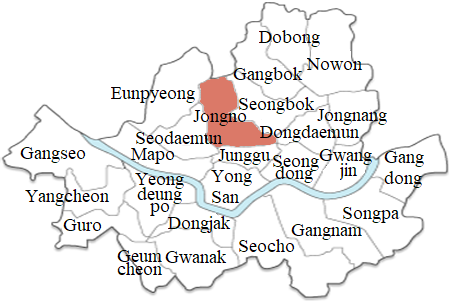 Dobong
Nowon
Gangbok
Eunpyeong
Seongbok
Jongno
Jongnang
Dongdaemun
Seodaemun
Gangseo
Mapo
Junggu
Seong
dong
Gwang
jin
Gang
dong
Yangcheon
Yeong
deung
po
Yong
San
Songpa
Guro
Dongjak
Gangnam
Seocho
Geum
cheon
Gwanak